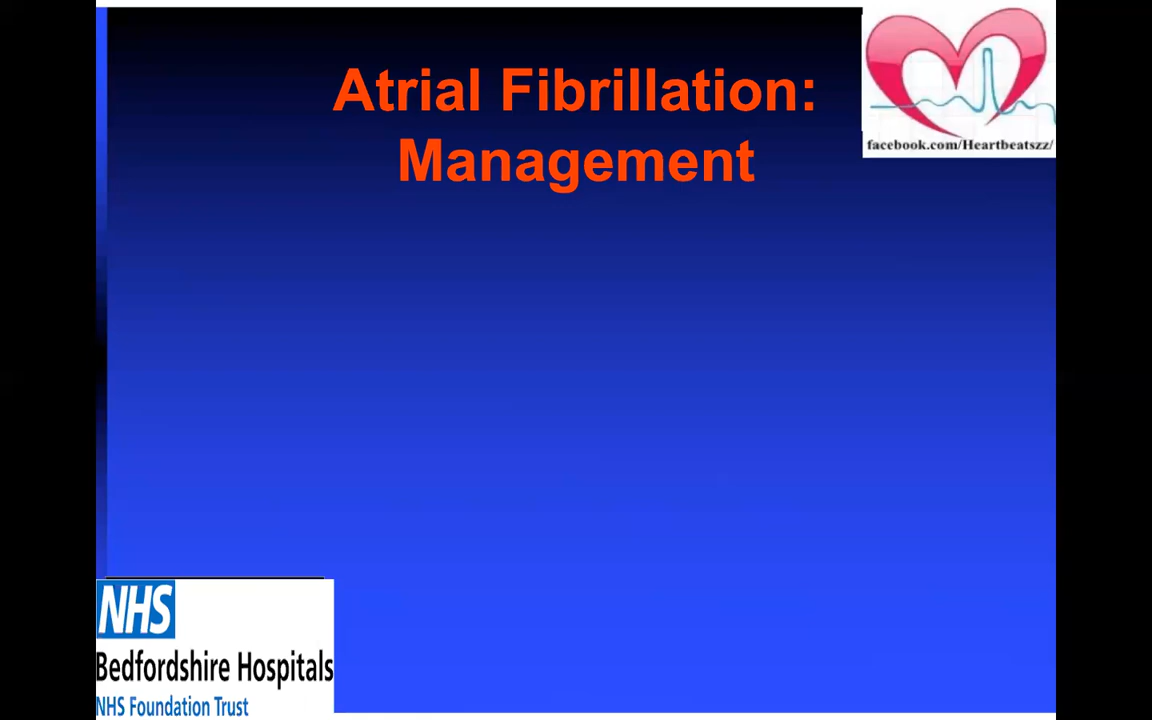 Atrial Fibrillation:
Management
facebook.com/Heartbeatszz/
NHS
Bedfordshire Hospitals
NHS Foundation Trust